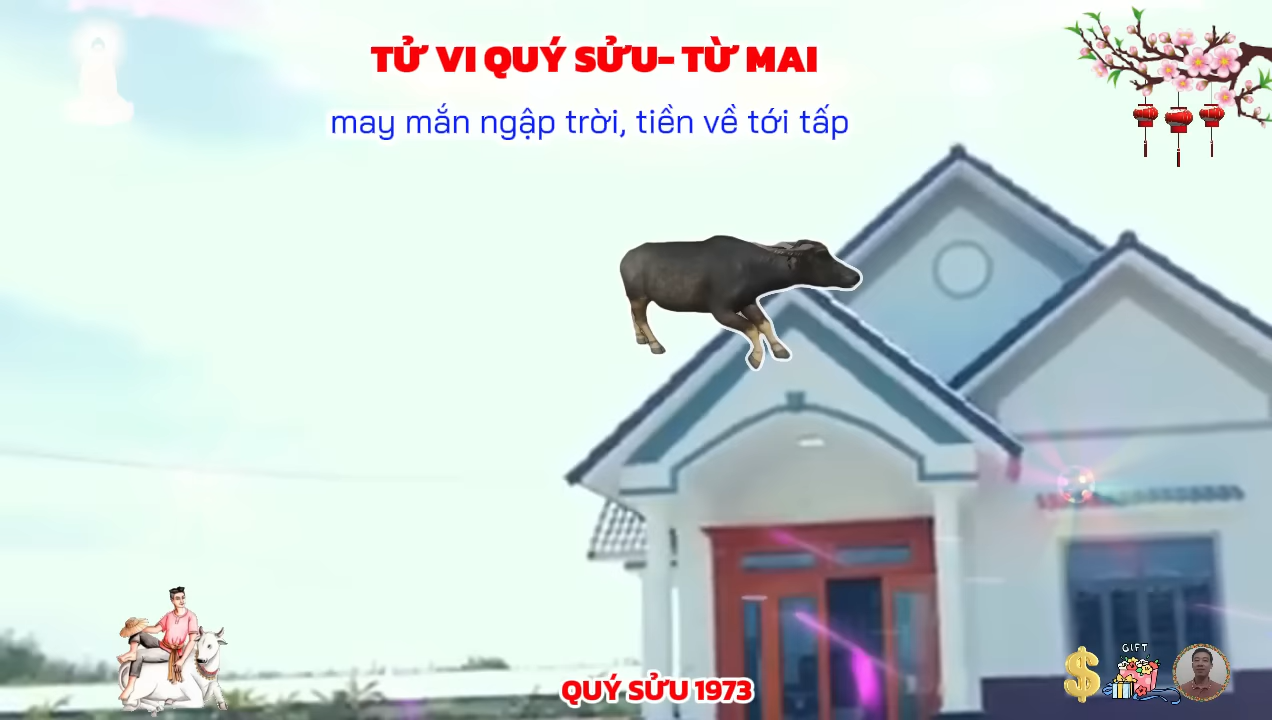 TỬ VI QUÝ SỬU- TỪ MAI
may mắn ngập trời, tiền về tới tấp
GIFT
QUÝ SỬU 1973